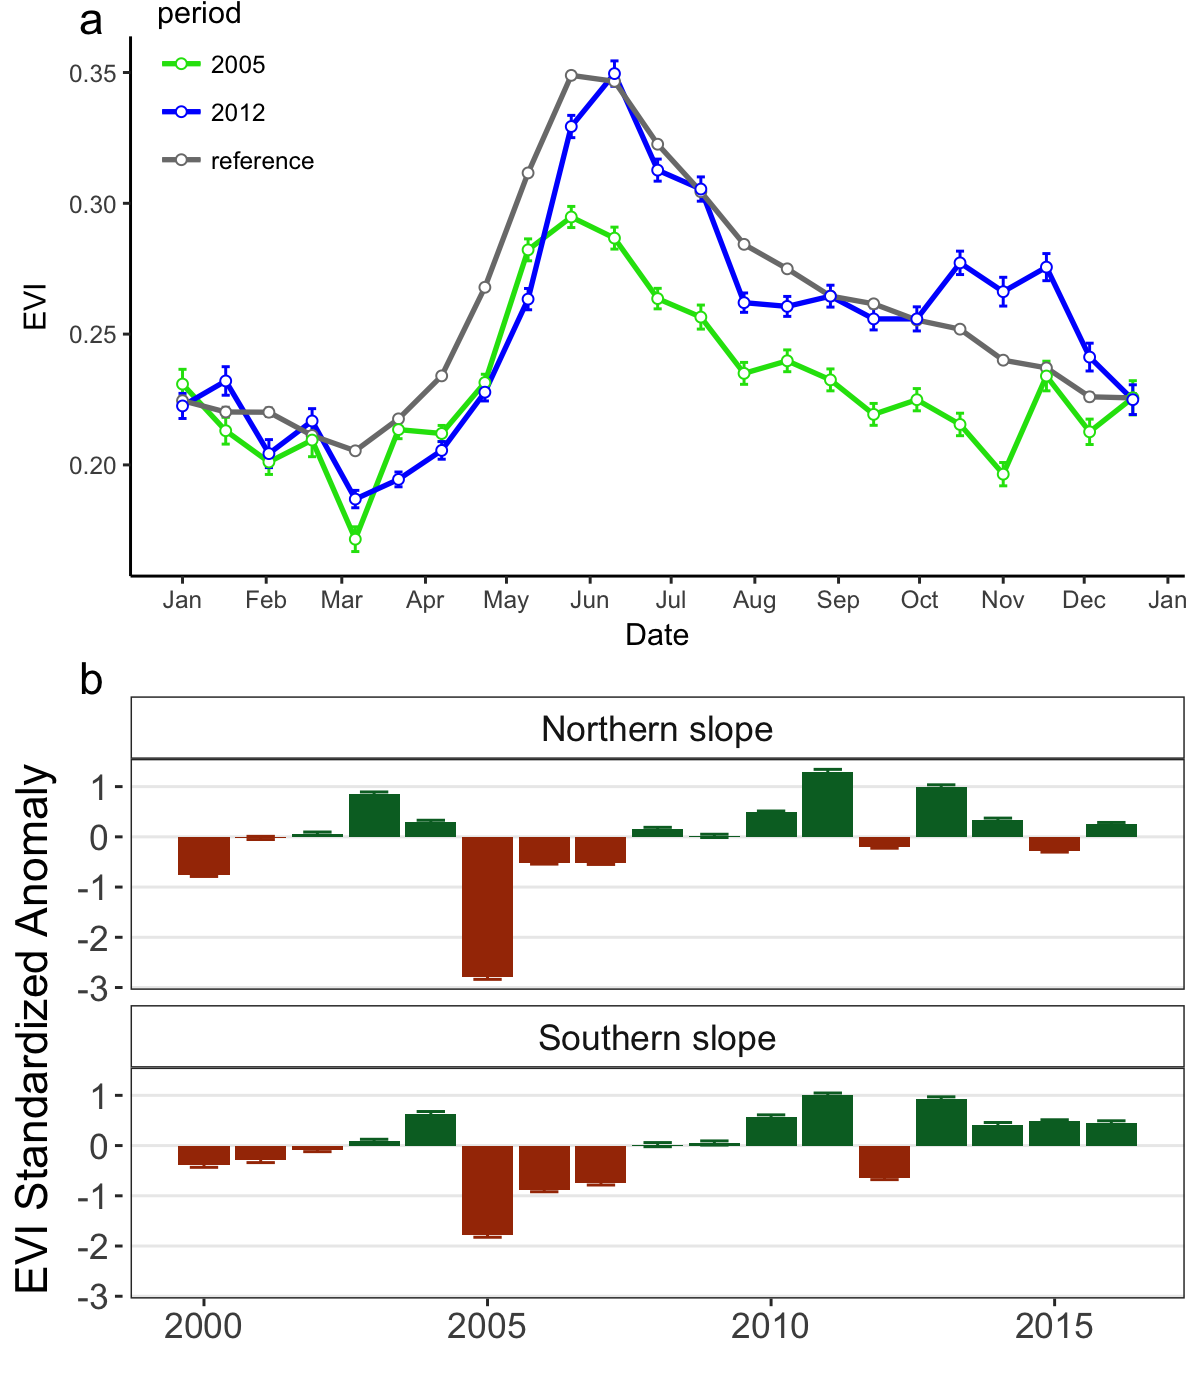 a
period
2005
2012
reference
EVI
0.35
0.30
0.25
0.20
Jan Feb Mar Apr May Jun Jul Aug Sep Oct Nov Dec Jan
Date
b
EVI Standardized Anomaly
Northern slope
1
0
-1
-2
-3
Southern slope
1
0
-1
-2
-3
2000 2005 2010 2015